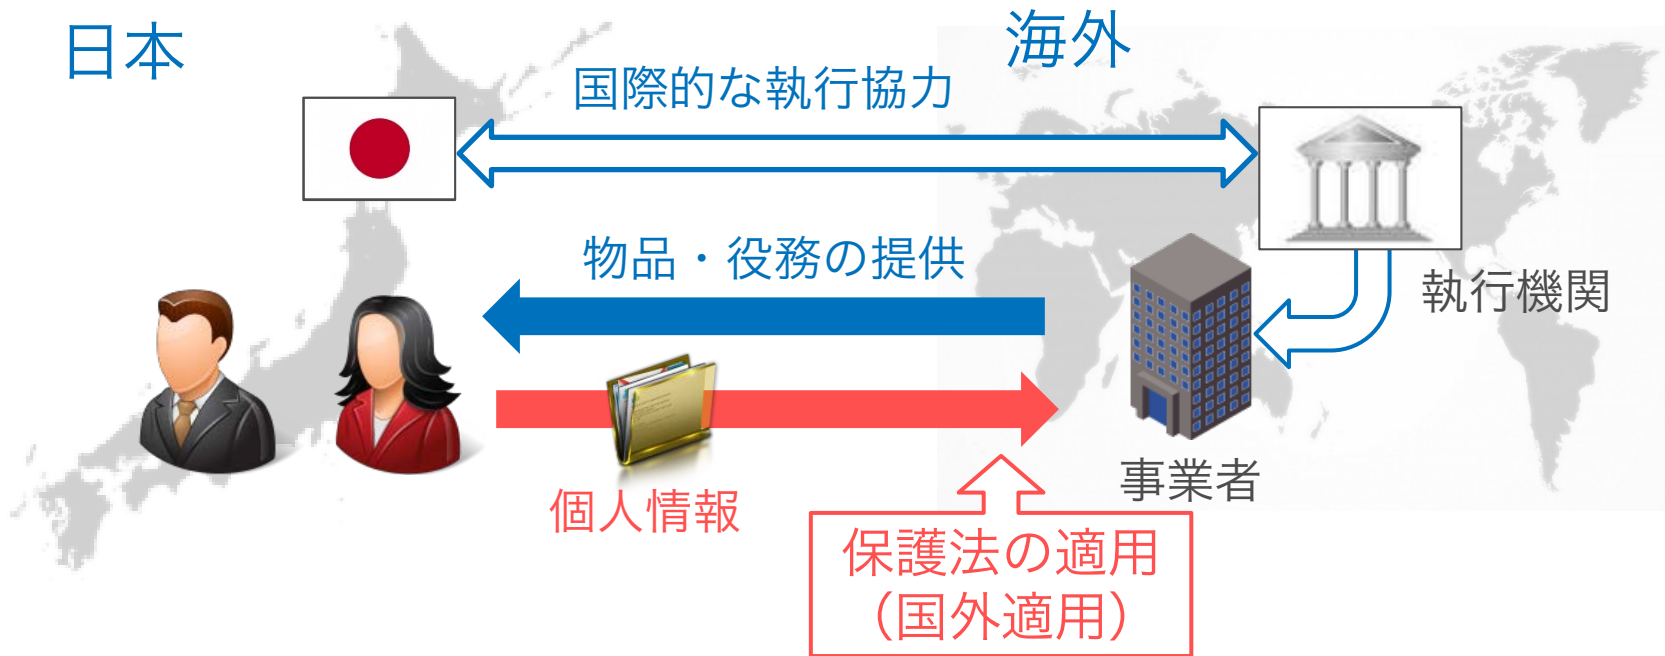 日本
海外
国際的な執行協力
物品・役務の提供
執行機関
事業者
個人情報
保護法の適用
（国外適用）